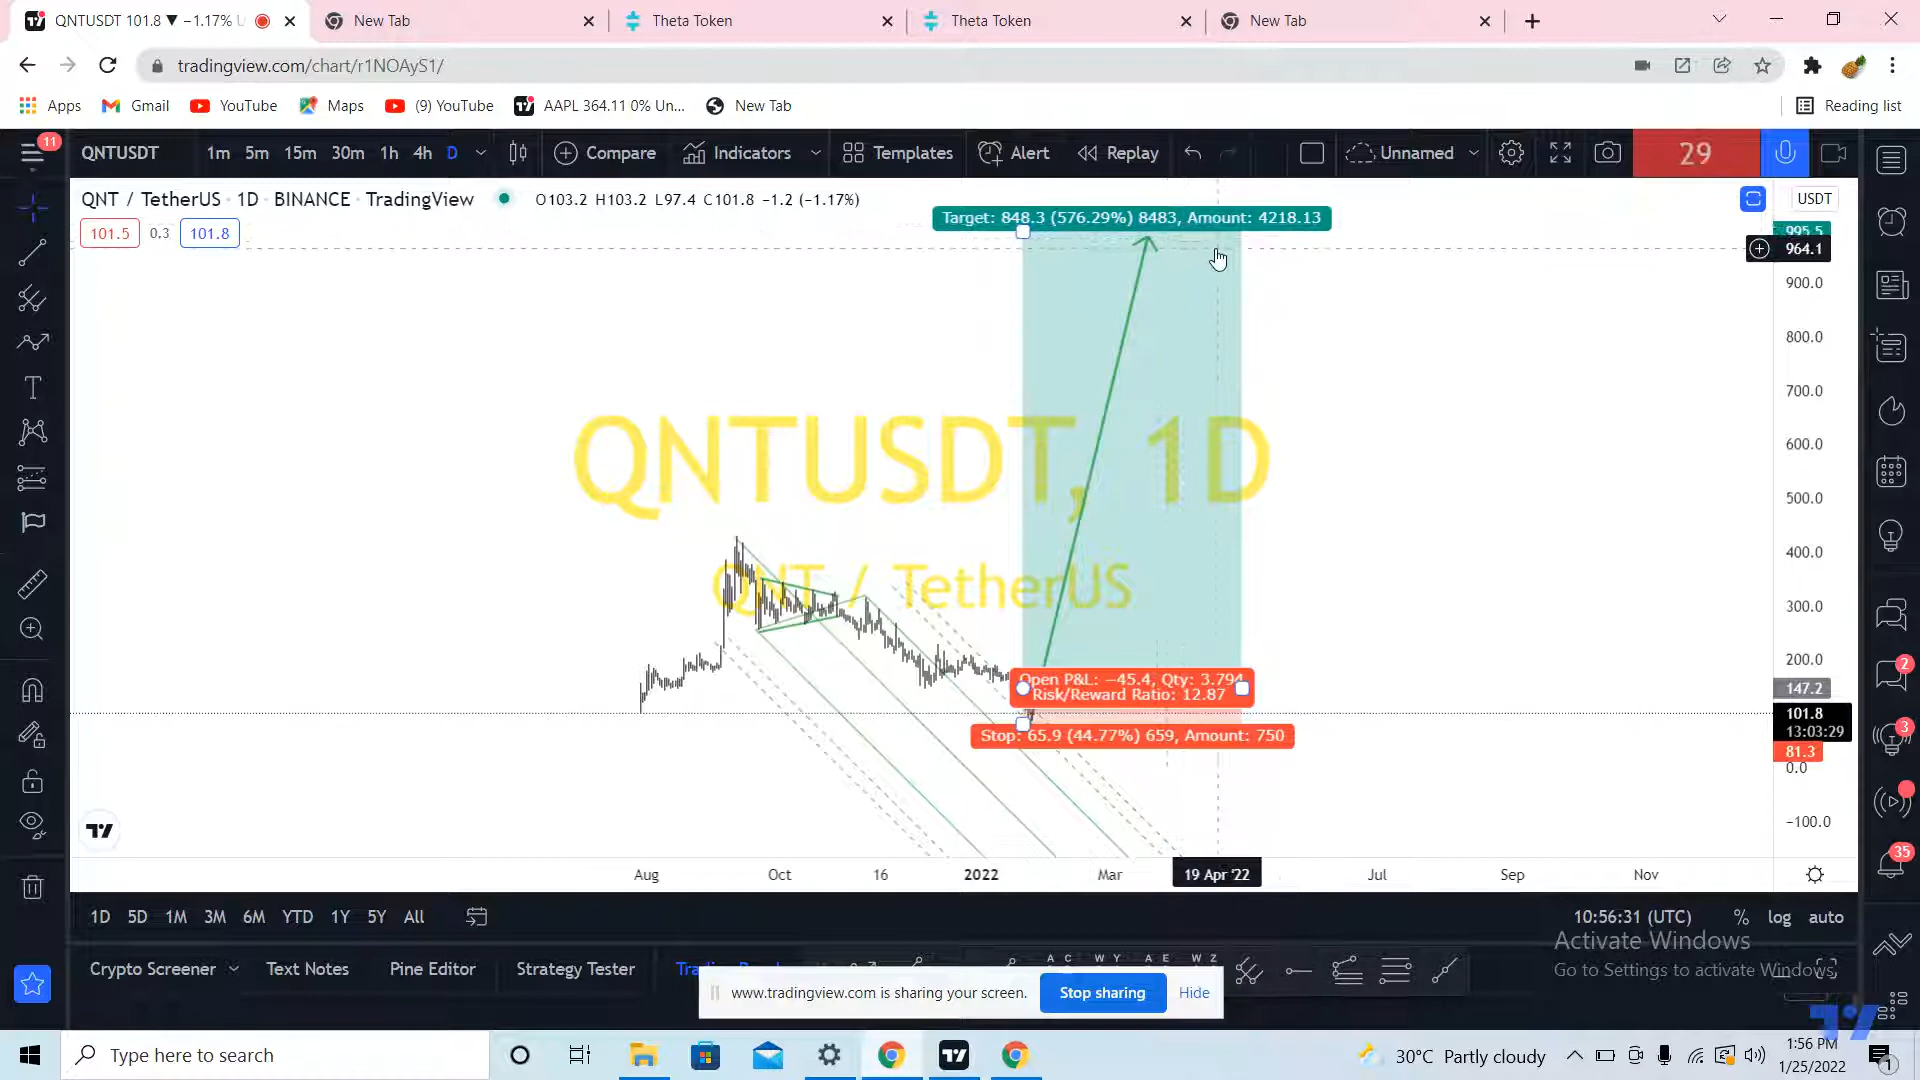 QNTUSDT 101.8 ▼ −1.17% U
New Tab
Theta Token
Theta Token
New Tab
tradingview.com/chart/r1NOAyS1/
Apps
Gmail
YouTube
Maps
(9) YouTube
AAPL 364.11 0% Un...
New Tab
Reading list
11
QNTUSDT
1m 5m 15m 30m 1h 4h D
Compare
Indicators
Templates
Alert
Replay
Unnamed
29
QNT / TetherUS · 1D · BINANCE · TradingView
O103.2 H103.2 L97.4 C101.8 −1.2 (−1.17%)
USDT
101.5 0.3 101.8
Target: 848.3 (576.29%) 8483, Amount: 4218.13
995.5
964.1
900.0
800.0
700.0
600.0
500.0
400.0
300.0
200.0
147.2
101.8
13:03:29
81.3
0.0
−100.0
QNTUSDT, 1D
QNT / TetherUS
Open P&L: −45.4, Qty: 3.794
Risk/Reward Ratio: 12.87
Stop: 65.9 (44.77%) 659, Amount: 750
2
3
35
Aug Oct 16 2022 Mar 19 Apr '22 Jul Sep Nov
1D 5D 1M 3M 6M YTD 1Y 5Y All
10:56:31 (UTC) % log auto
Activate Windows
Go to Settings to activate Windows.
Crypto Screener
Text Notes
Pine Editor
Strategy Tester
A C W Y A E W Z
www.tradingview.com is sharing your screen.
Stop sharing
Hide
Type here to search
30°C Partly cloudy
1:56 PM
1/25/2022
1